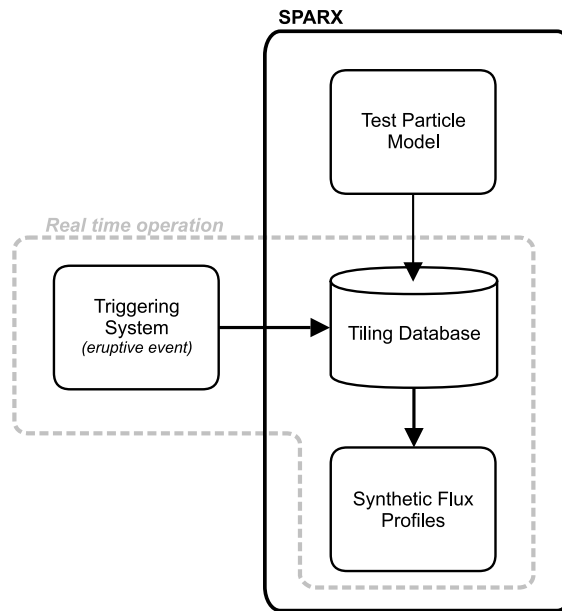 SPARX
Test Particle
Model
Real time operation
Triggering
System
(eruptive event)
Tiling Database
Synthetic Flux
Profiles